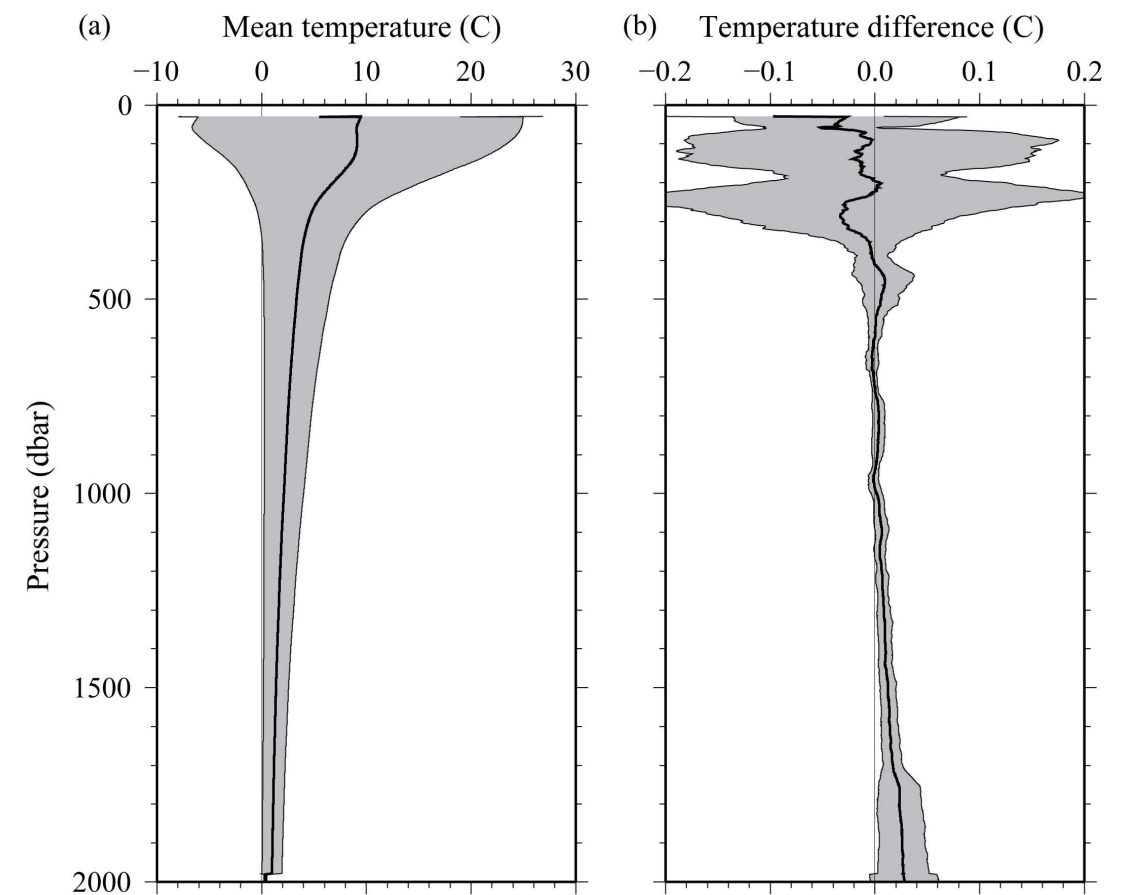 (a) Mean temperature (C)
−10 0 10 20 30
0
500
1000
1500
2000
Pressure (dbar)
(b) Temperature difference (C)
−0.2 −0.1 0.0 0.1 0.2